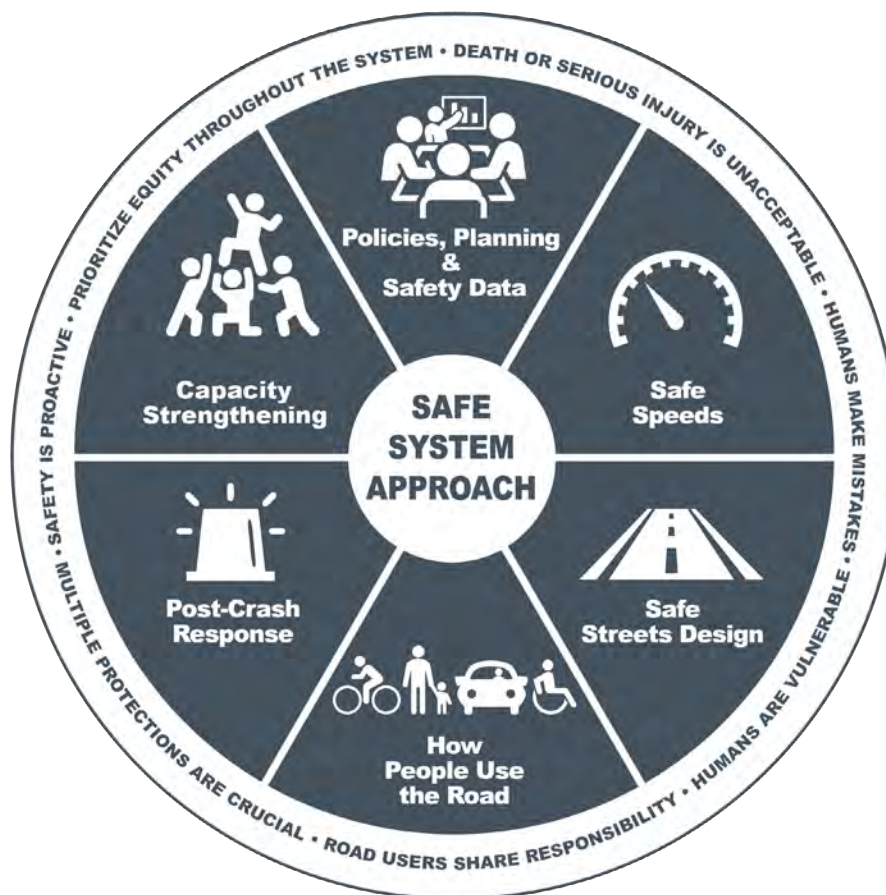 PRIORITIZE EQUITY THROUGHOUT THE SYSTEM • DEATH OR SERIOUS INJURY IS UNACCEPTABLE • HUMANS MAKE MISTAKES • HUMANS ARE VULNERABLE • ROAD USERS SHARE RESPONSIBILITY • MULTIPLE PROTECTIONS ARE CRUCIAL • SAFETY IS PROACTIVE •
Policies, Planning
&
Safety Data
Safe
Speeds
Safe
Streets Design
How
People Use
the Road
Post-Crash
Response
Capacity
Strengthening
SAFE
SYSTEM
APPROACH